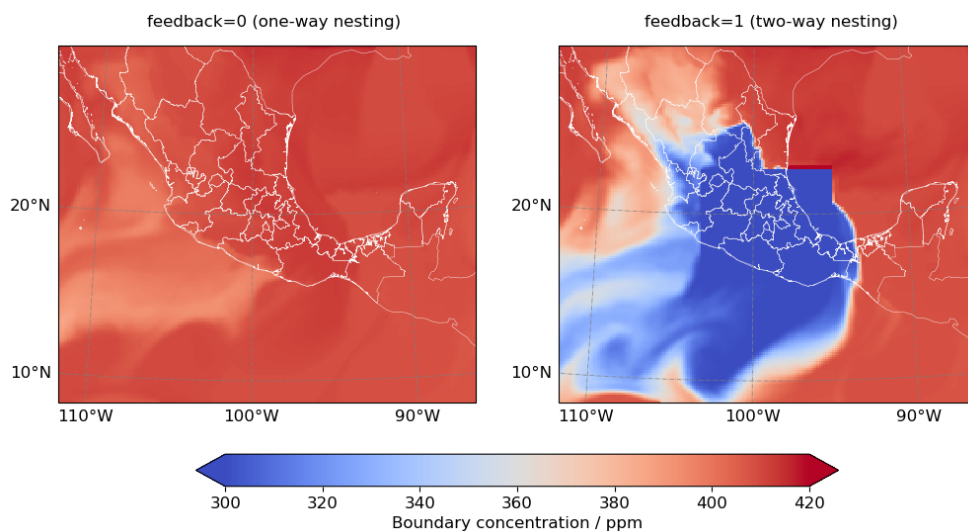 feedback=0 (one-way nesting)
feedback=1 (two-way nesting)
20°N
10°N
110°W
100°W
90°W
20°N
10°N
110°W
100°W
90°W
300
320
340
360
380
400
420
Boundary concentration / ppm